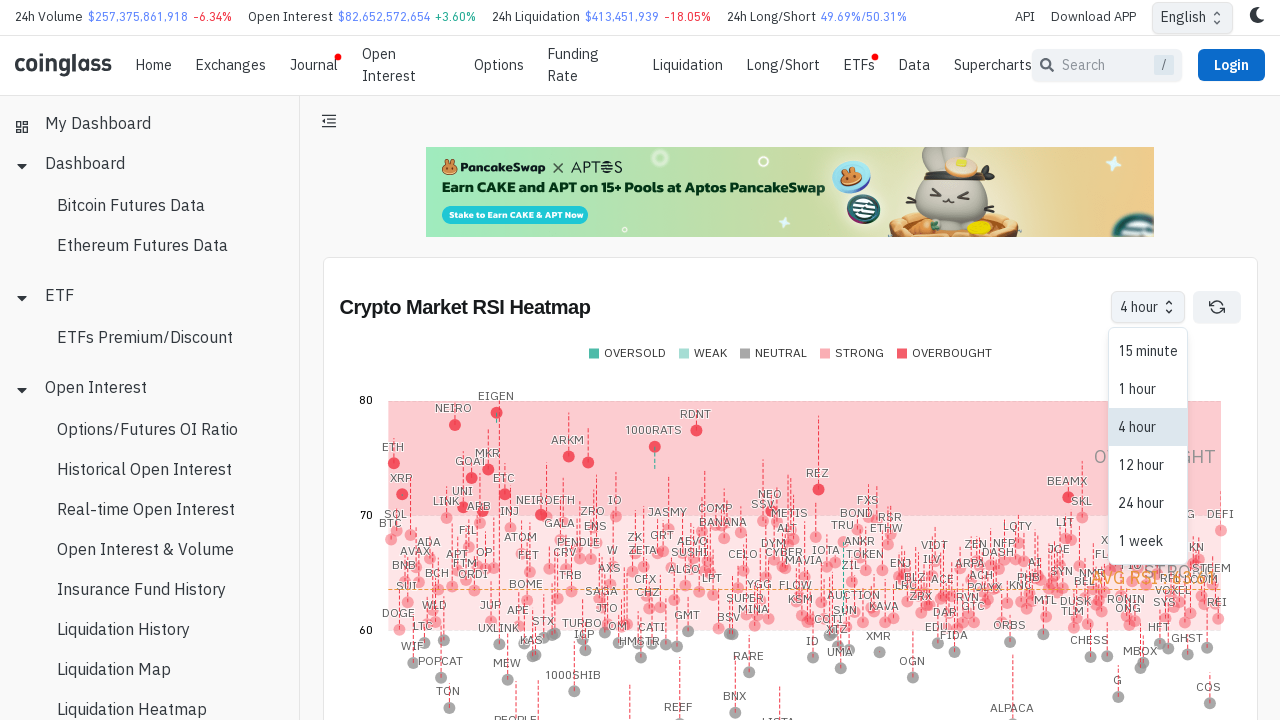 24h Volume $257,375,861,918 -6.34% Open Interest $82,652,572,654 +3.60% 24h Liquidation $413,451,939 -18.05% 24h Long/Short 49.69%/50.31% API Download APP English
coinglass Home Exchanges Journal Open Interest Options Funding Rate Liquidation Long/Short ETFs Data Supercharts Search / Login
My Dashboard
Dashboard
Bitcoin Futures Data
Ethereum Futures Data
ETF
ETFs Premium/Discount
Open Interest
Options/Futures OI Ratio
Historical Open Interest
Real-time Open Interest
Open Interest & Volume
Insurance Fund History
Liquidation History
Liquidation Map
Liquidation Heatmap
PancakeSwap X APTOS
Earn CAKE and APT on 15+ Pools at Aptos PancakeSwap
Stake to Earn CAKE & APT Now
Crypto Market RSI Heatmap
4 hour
15 minute
1 hour
4 hour
12 hour
24 hour
1 week
OVERSOLD WEAK NEUTRAL STRONG OVERBOUGHT
80
EIGEN
NEIRO
RDNT
1000RATS
ARKM
ETH
MKR
GOAT
XRP
ETC
REZ
BEAMX
UNI
LINK
ARB
INJ
NEIROETH
IO
NEO
COMP
METIS
FXS
BOND
RSR
SKL
DEFI
70
SOL
BTC
GALA
ZRO
ENS
JASMY
BANANA
ALT
TRU
ETHW
LIT
LQTY
ADA
FIL
ATOM
PENDLE
ZK
GRT
AEVO
DYM
ANKR
VIDT
ZEN
NFP
JOE
KN
AVAX
APT
OP
FET
CRV
W
ZETA
SUSHI
CELO
CYBER
IOTA
TOKEN
ILV
DASH
BNB
FTM
BCH
ORDI
TRB
AXS
ALGO
LPT
MAVIA
ZIL
ENJ
ARPA
STEEM
SUI
BOME
SAGA
CFX
CHZ
YGG
FLOW
ACE
ACH
POLYX
SYN
VOXEL
WLD
JUP
APE
JTO
GMT
SUPER
MINA
KSM
AUCTION
SUN
KAVA
ZRX
RVN
GTC
MTL
DUSK
TLM
RONIN
ONG
SYS
REI
60
DOGE
LTC
UXLINK
STX
TURBO
CATI
BSV
COTI
DAR
EDU
ORBS
HFT
WIF
KAS
ICP
HMSTR
ID
XTZ
XMR
FIDA
CHESS
GHST
POPCAT
MEW
RARE
UMA
OGN
MBOX
TON
1000SHIB
BNX
REEF
G
COS
ALPACA
PEOPLE